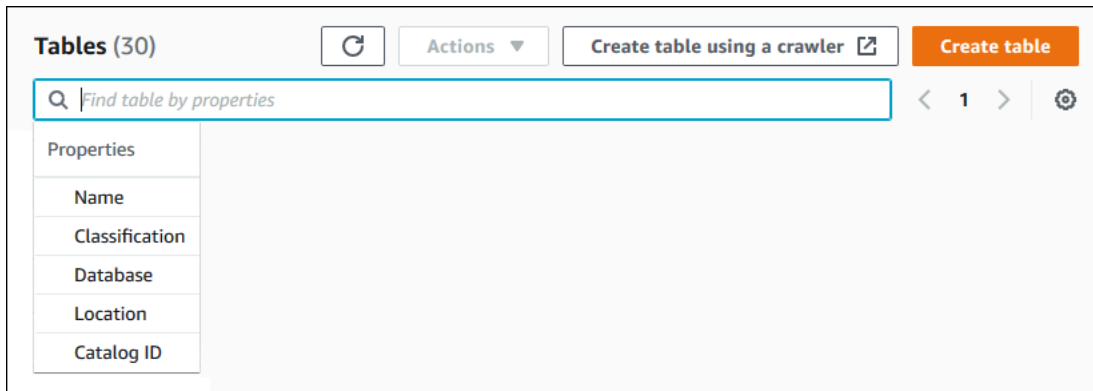 Tables (30) Actions Create table using a crawler Create table
Find table by properties 1
Properties
Name
Classification
Database
Location
Catalog ID